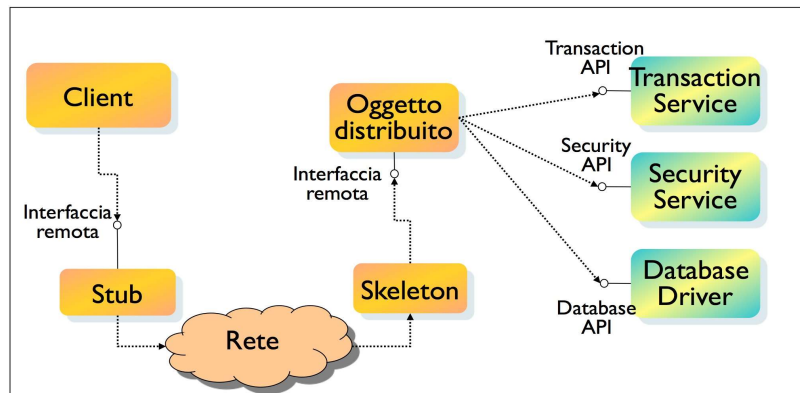 Client
Interfaccia
remota
Stub
Rete
Skeleton
Interfaccia
remota
Oggetto
distribuito
Transaction
API
Transaction
Service
Security
API
Security
Service
Database
API
Database
Driver